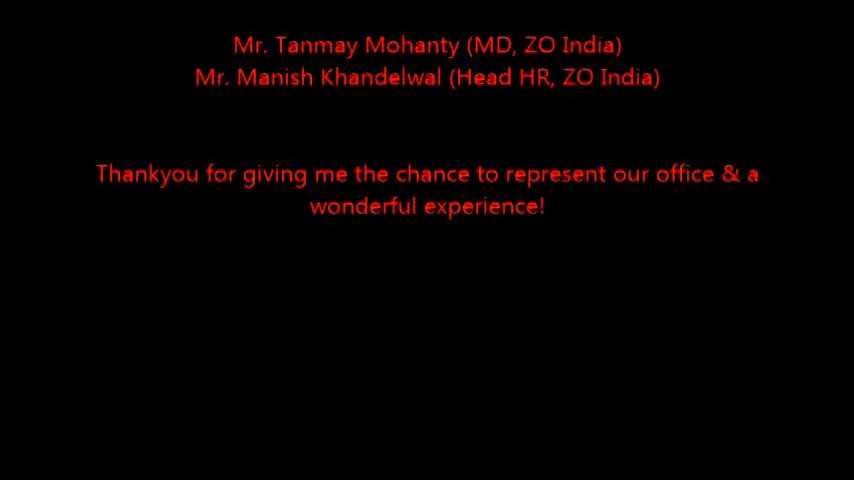 Mr. Tanmay Mohanty (MD, ZO India)
Mr. Manish Khandelwal (Head HR, ZO India)
Thankyou for giving me the chance to represent our office & a
wonderful experience!